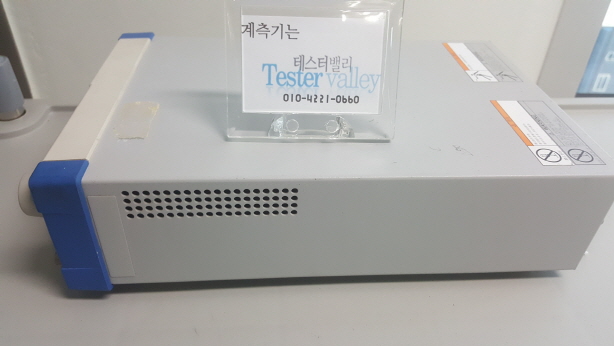 계측기는
테스터밸리
Tester valley
010-4221-0660